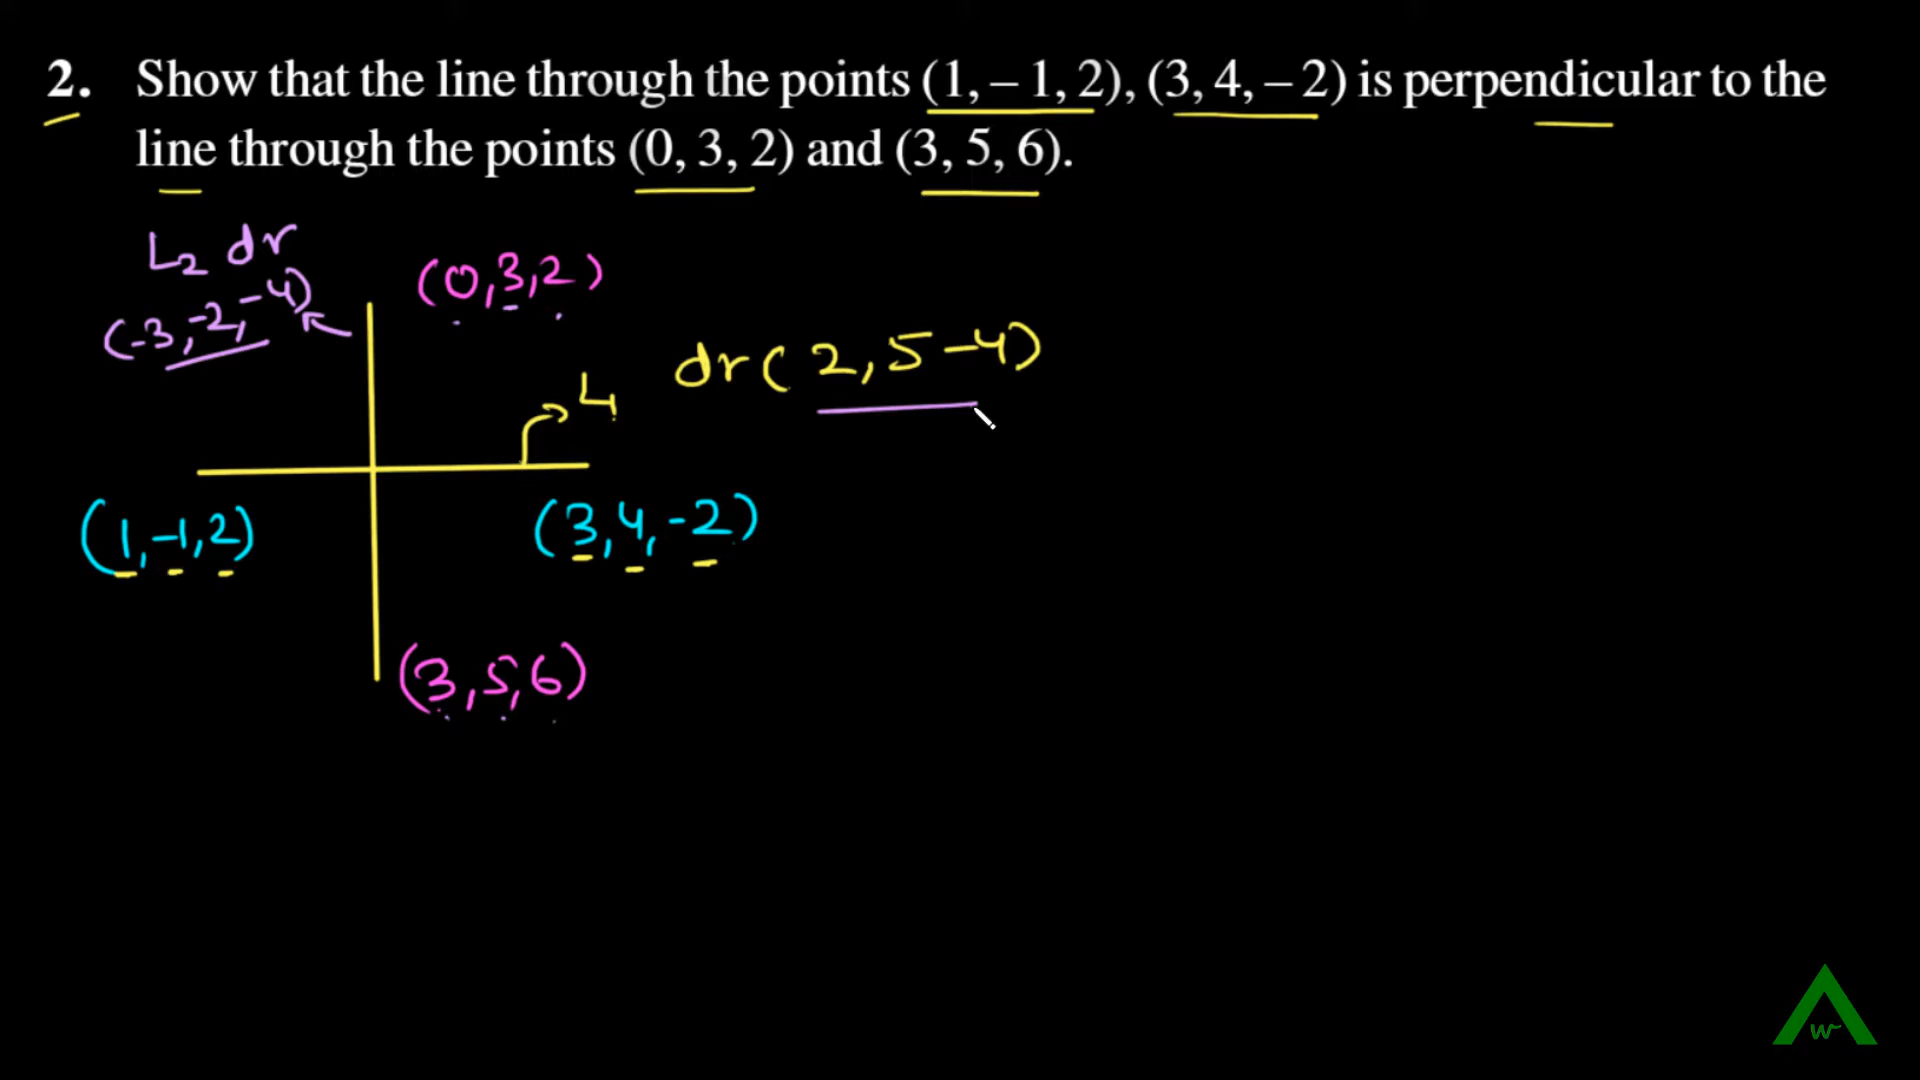 2. Show that the line through the points (1, – 1, 2), (3, 4, – 2) is perpendicular to the
line through the points (0, 3, 2) and (3, 5, 6).
L2 dr
(-3,-2,-4)
(0,3,2)
dr (2,5-4)
L1
(1,-1,2)
(3,4,-2)
(3,5,6)
w